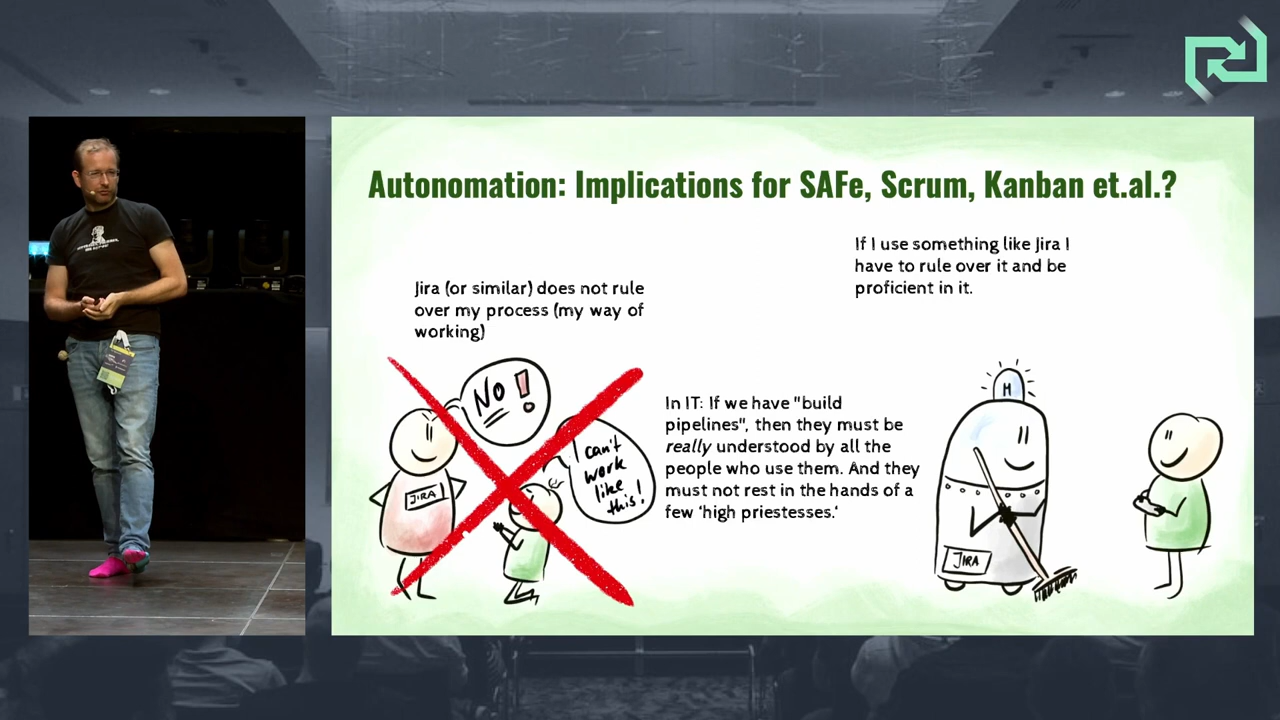 Autonomation: Implications for SAFe, Scrum, Kanban et.al.?
If I use something like Jira I
have to rule over it and be
proficient in it.
Jira (or similar) does not rule
over my process (my way of
working)
No!
can't
work
like
this!
JIRA
In IT: If we have "build
pipelines", then they must be
really understood by all the
people who use them. And they
must not rest in the hands of a
few 'high priestesses.'
M
JIRA